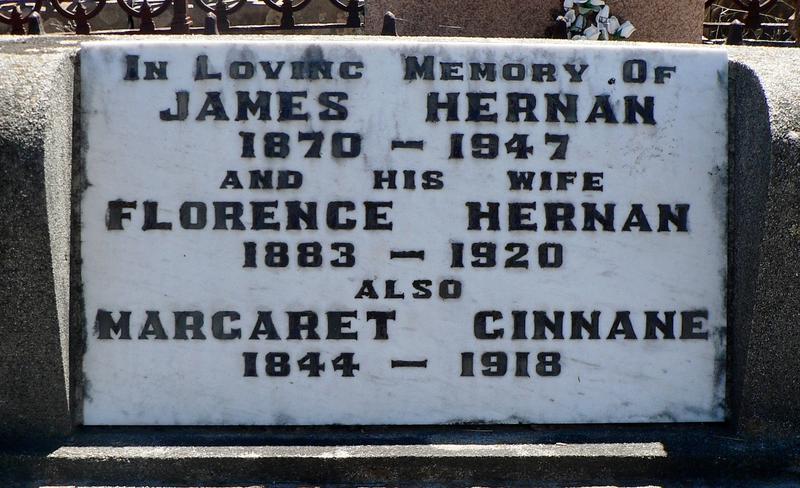 In Loving Memory Of
JAMES HERNAN
1870 – 1947
AND HIS WIFE
FLORENCE HERNAN
1883 – 1920
ALSO
MARGARET CINNANE
1844 – 1918